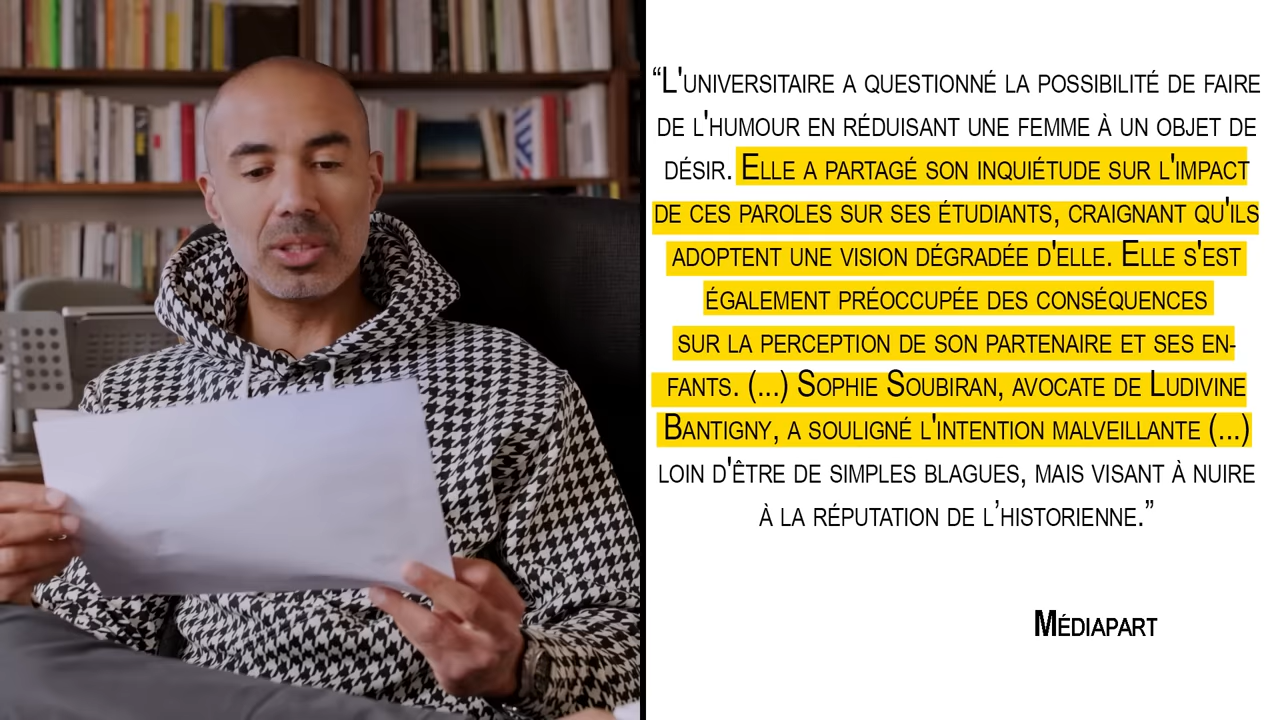 “L'universitaire a questionné la possibilité de faire
de l'humour en réduisant une femme à un objet de
désir. Elle a partagé son inquiétude sur l'impact
de ces paroles sur ses étudiants, craignant qu'ils
adoptent une vision dégradée d'elle. Elle s'est
également préoccupée des conséquences
sur la perception de son partenaire et ses en-
fants. (...) Sophie Soubiran, avocate de Ludivine
Bantigny, a souligné l'intention malveillante (...)
loin d'être de simples blagues, mais visant à nuire
à la réputation de l’historienne.”
Médiapart